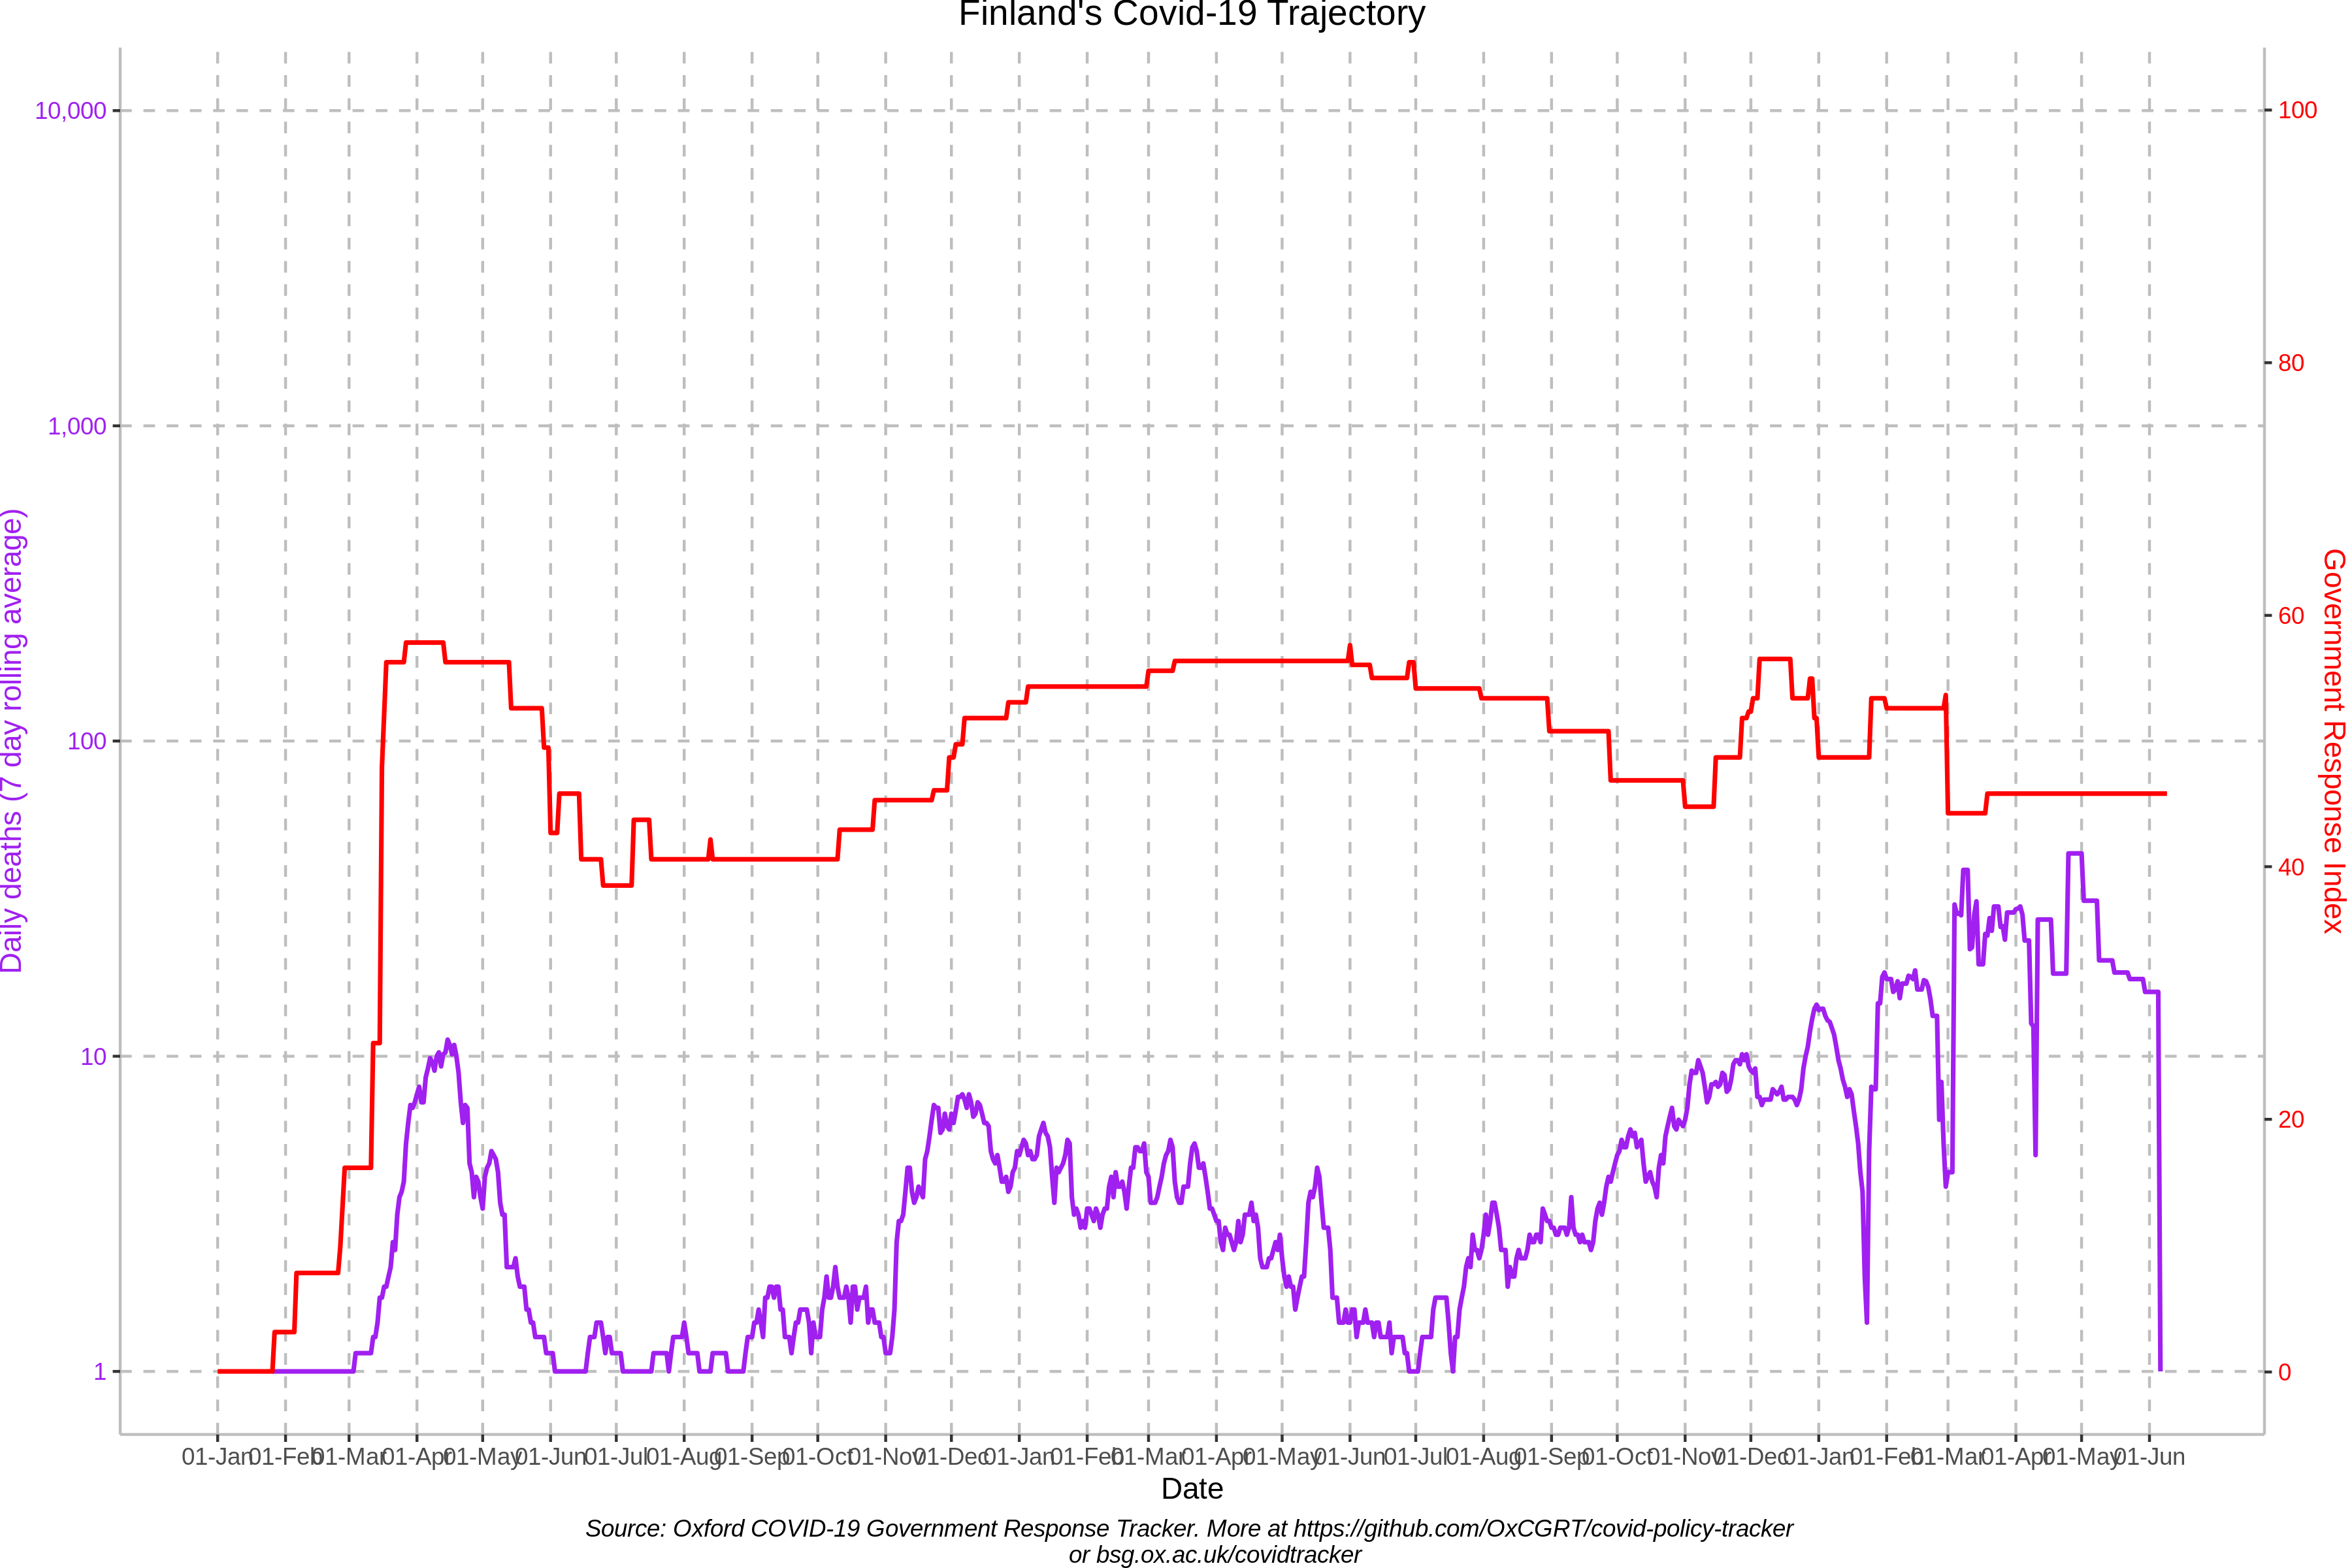 Finland's Covid-19 Trajectory
10,000
1,000
100
10
1
Daily deaths (7 day rolling average)
100
80
60
40
20
0
Government Response Index
01-Jan 01-Feb 01-Mar 01-Apr 01-May 01-Jun 01-Jul 01-Aug 01-Sep 01-Oct 01-Nov 01-Dec 01-Jan 01-Feb 01-Mar 01-Apr 01-May 01-Jun 01-Jul 01-Aug 01-Sep 01-Oct 01-Nov 01-Dec 01-Jan 01-Feb 01-Mar 01-Apr 01-May 01-Jun
Date
Source: Oxford COVID-19 Government Response Tracker. More at https://github.com/OxCGRT/covid-policy-tracker
or bsg.ox.ac.uk/covidtracker